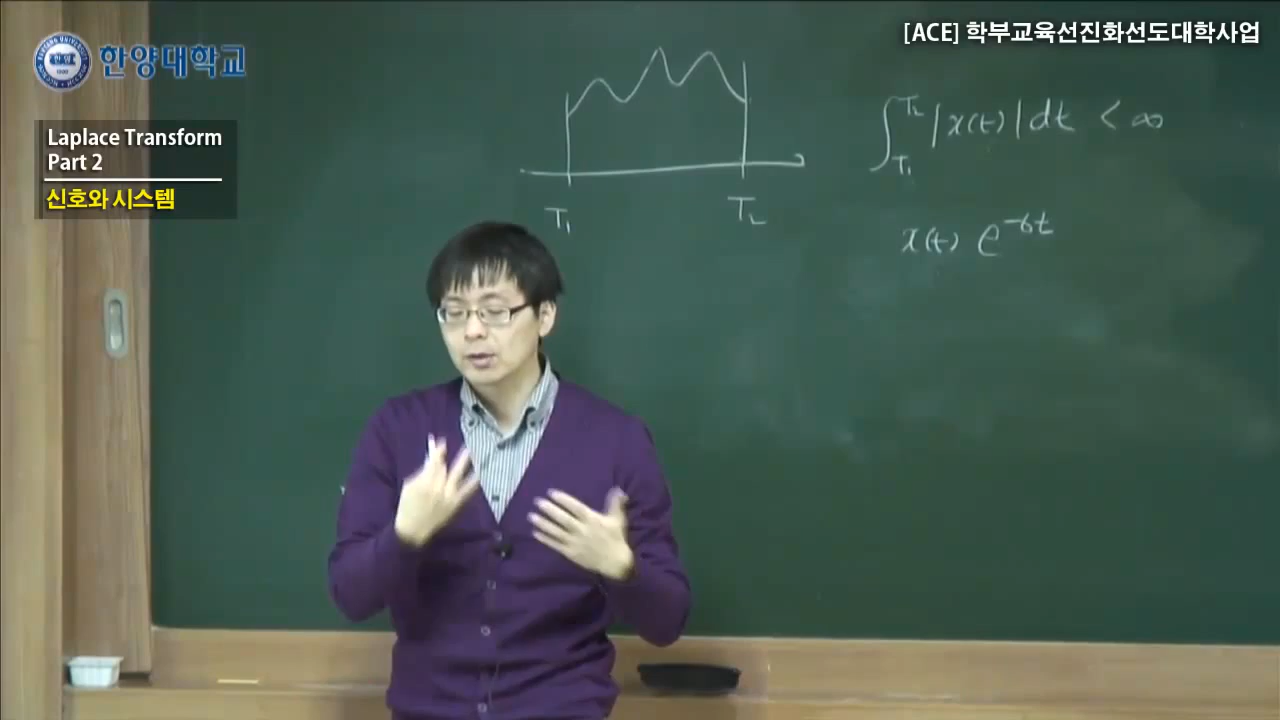 [ACE] 학부교육선진화선도대학사업
한양대학교
Laplace Transform
Part 2
신호와 시스템
T₁ T₂
∫_{T₁}^{T₂} |x(t)| dt < ∞
x(t) e^{-σt}